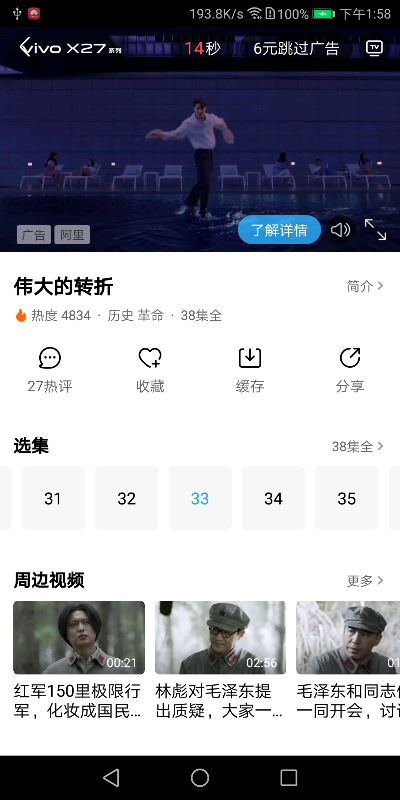 193.8K/s 100% 下午1:58
vivo X27系列 14秒 6元跳过广告 TV
广告 阿里 了解详情
伟大的转折 简介
热度 4834 · 历史 革命 · 38集全
27热评 收藏 缓存 分享
选集 38集全
31 32 33 34 35
周边视频 更多
00:21 02:56 01
红军150里极限行 林彪对毛泽东提 毛泽东和同志们
军，化妆成国民... 出质疑，大家一... 一同开会，讨论